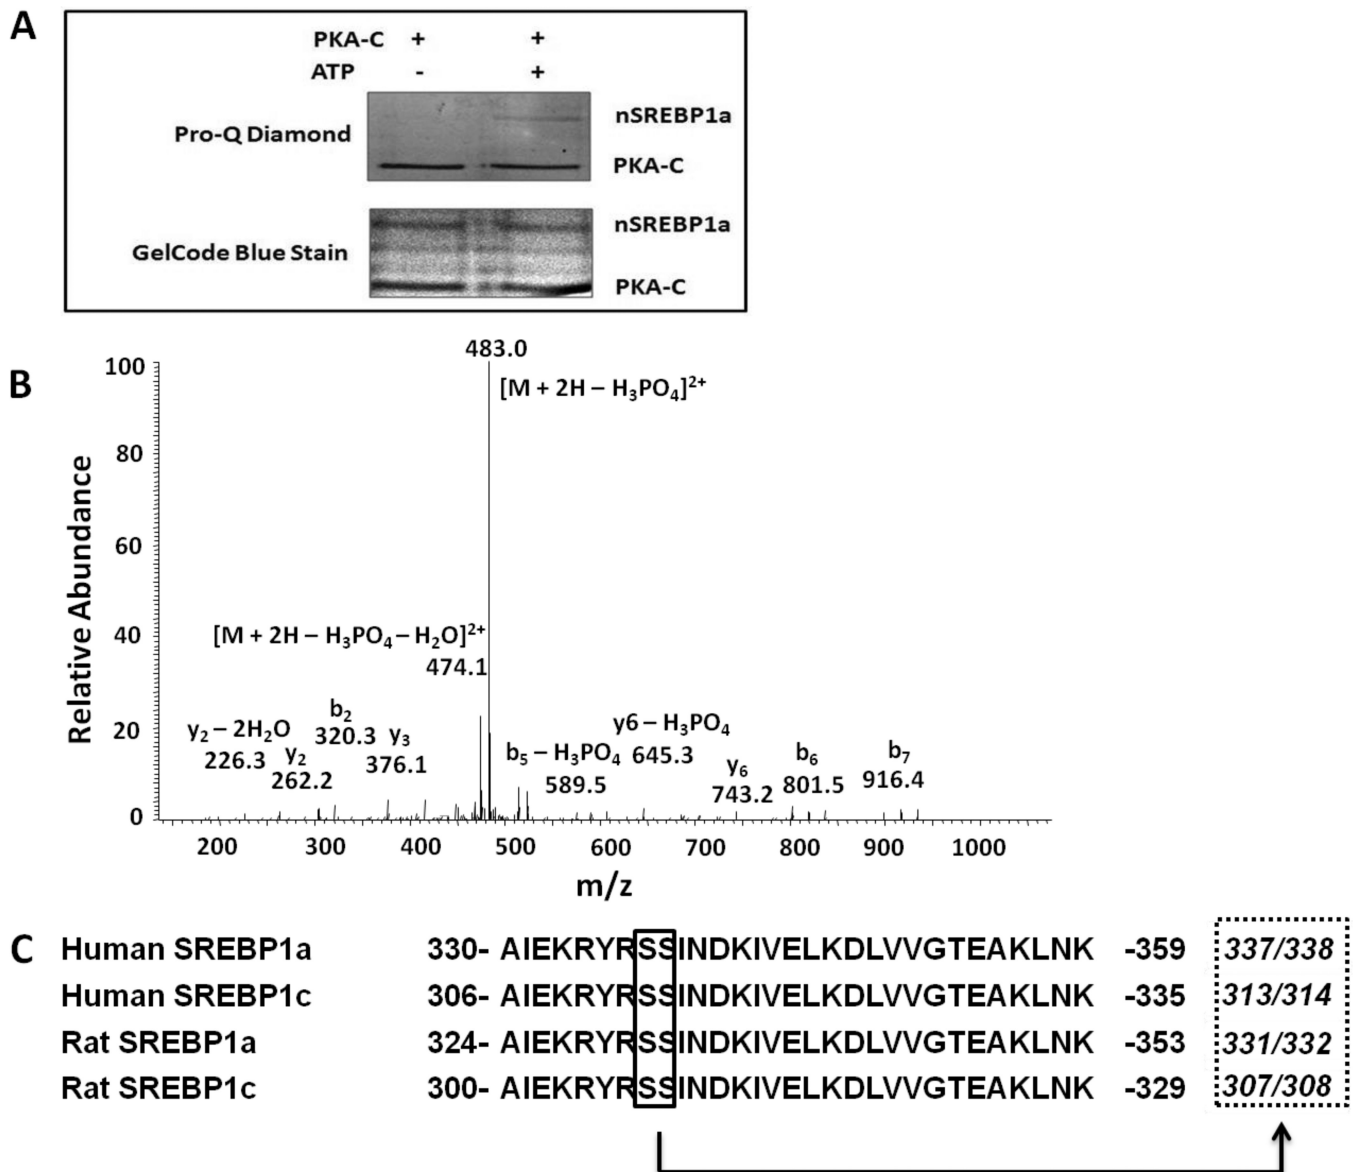 A
PKA-C + +
ATP - +
Pro-Q Diamond
nSREBP1a
PKA-C
GelCode Blue Stain
nSREBP1a
PKA-C
B
Relative Abundance
100
80
60
40
20
0
483.0
[M + 2H – H₃PO₄]²⁺
[M + 2H – H₃PO₄ – H₂O]²⁺
474.1
y₂ – 2H₂O
226.3
y₂
262.2
b₂
320.3
y₃
376.1
b₅ – H₃PO₄
589.5
y6 – H₃PO₄
645.3
y₆
743.2
b₆
801.5
b₇
916.4
200 300 400 500 600 700 800 900 1000
m/z
C
Human SREBP1a 330- AIEKRYRSSINDKIVELKDLVVGTEAKLNK -359 337/338
Human SREBP1c 306- AIEKRYRSSINDKIVELKDLVVGTEAKLNK -335 313/314
Rat SREBP1a 324- AIEKRYRSSINDKIVELKDLVVGTEAKLNK -353 331/332
Rat SREBP1c 300- AIEKRYRSSINDKIVELKDLVVGTEAKLNK -329 307/308